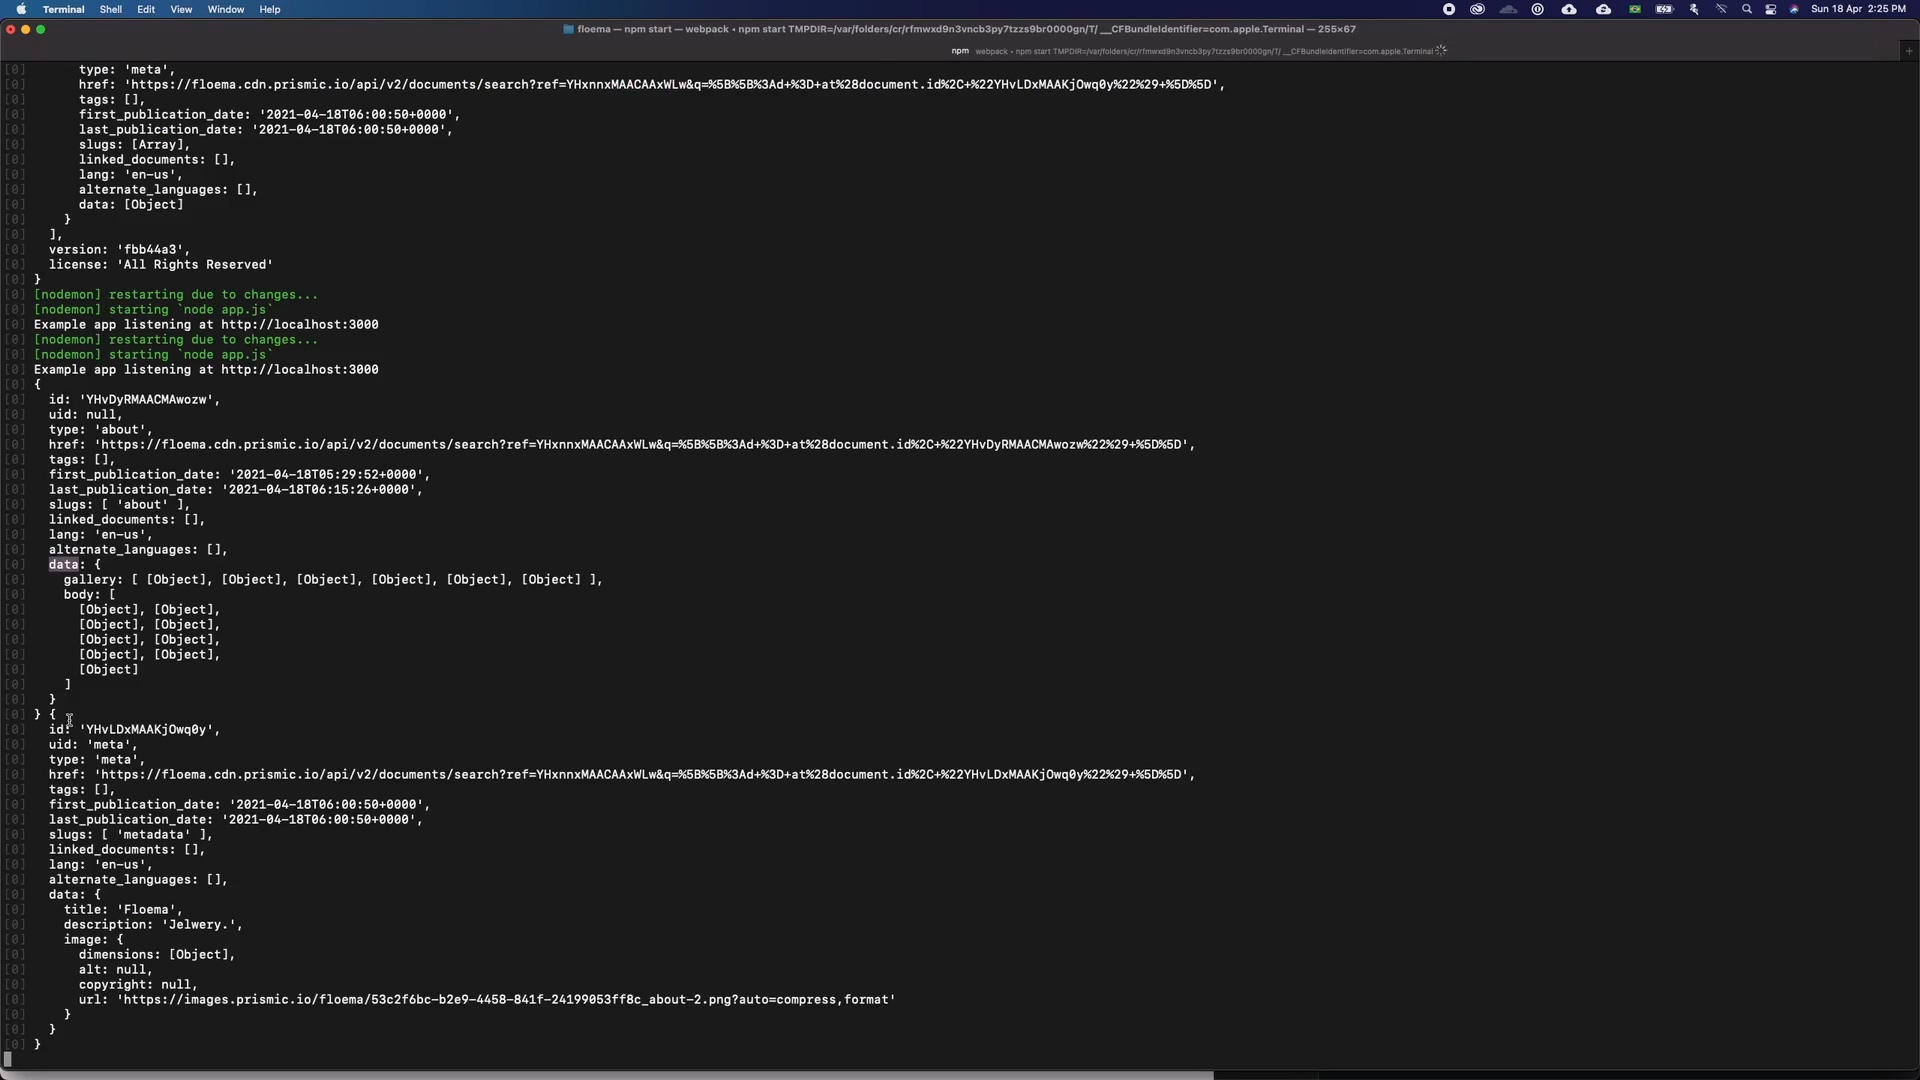 Terminal Shell Edit View Window Help Sun 18 Apr 2:25 PM
floema — npm start — webpack • npm start TMPDIR=/var/folders/cr/rfmwxd9n3vncb3py7tzzs9br0000gn/T/ __CFBundleIdentifier=com.apple.Terminal — 255×67
npm webpack • npm start TMPDIR=/var/folders/cr/rfmwxd9n3vncb3py7tzzs9br0000gn/T/ __CFBundleIdentifier=com.apple.Terminal
[0] type: 'meta',
[0] href: 'https://floema.cdn.prismic.io/api/v2/documents/search?ref=YHxnnxMAACAAxWLw&q=%5B%5B%3Ad+%3D+at%28document.id%2C+%22YHvLDxMAAKjOwq0y%22%29+%5D%5D',
[0] tags: [],
[0] first_publication_date: '2021-04-18T06:00:50+0000',
[0] last_publication_date: '2021-04-18T06:00:50+0000',
[0] slugs: [Array],
[0] linked_documents: [],
[0] lang: 'en-us',
[0] alternate_languages: [],
[0] data: [Object]
[0] }
[0] ],
[0] version: 'fbb44a3',
[0] license: 'All Rights Reserved'
[0] }
[0] [nodemon] restarting due to changes...
[0] [nodemon] starting `node app.js`
[0] Example app listening at http://localhost:3000
[0] [nodemon] restarting due to changes...
[0] [nodemon] starting `node app.js`
[0] Example app listening at http://localhost:3000
[0] {
[0] id: 'YHvDyRMAACMAwozw',
[0] uid: null,
[0] type: 'about',
[0] href: 'https://floema.cdn.prismic.io/api/v2/documents/search?ref=YHxnnxMAACAAxWLw&q=%5B%5B%3Ad+%3D+at%28document.id%2C+%22YHvDyRMAACMAwozw%22%29+%5D%5D',
[0] tags: [],
[0] first_publication_date: '2021-04-18T05:29:52+0000',
[0] last_publication_date: '2021-04-18T06:15:26+0000',
[0] slugs: [ 'about' ],
[0] linked_documents: [],
[0] lang: 'en-us',
[0] alternate_languages: [],
[0] data: {
[0] gallery: [ [Object], [Object], [Object], [Object], [Object], [Object] ],
[0] body: [
[0] [Object], [Object],
[0] [Object], [Object],
[0] [Object], [Object],
[0] [Object], [Object],
[0] [Object]
[0] ]
[0] }
[0] } {
[0] id: 'YHvLDxMAAKjOwq0y',
[0] uid: 'meta',
[0] type: 'meta',
[0] href: 'https://floema.cdn.prismic.io/api/v2/documents/search?ref=YHxnnxMAACAAxWLw&q=%5B%5B%3Ad+%3D+at%28document.id%2C+%22YHvLDxMAAKjOwq0y%22%29+%5D%5D',
[0] tags: [],
[0] first_publication_date: '2021-04-18T06:00:50+0000',
[0] last_publication_date: '2021-04-18T06:00:50+0000',
[0] slugs: [ 'metadata' ],
[0] linked_documents: [],
[0] lang: 'en-us',
[0] alternate_languages: [],
[0] data: {
[0] title: 'Floema',
[0] description: 'Jelwery.',
[0] image: {
[0] dimensions: [Object],
[0] alt: null,
[0] copyright: null,
[0] url: 'https://images.prismic.io/floema/53c2f6bc-b2e9-4458-841f-24199053ff8c_about-2.png?auto=compress,format'
[0] }
[0] }
[0] }